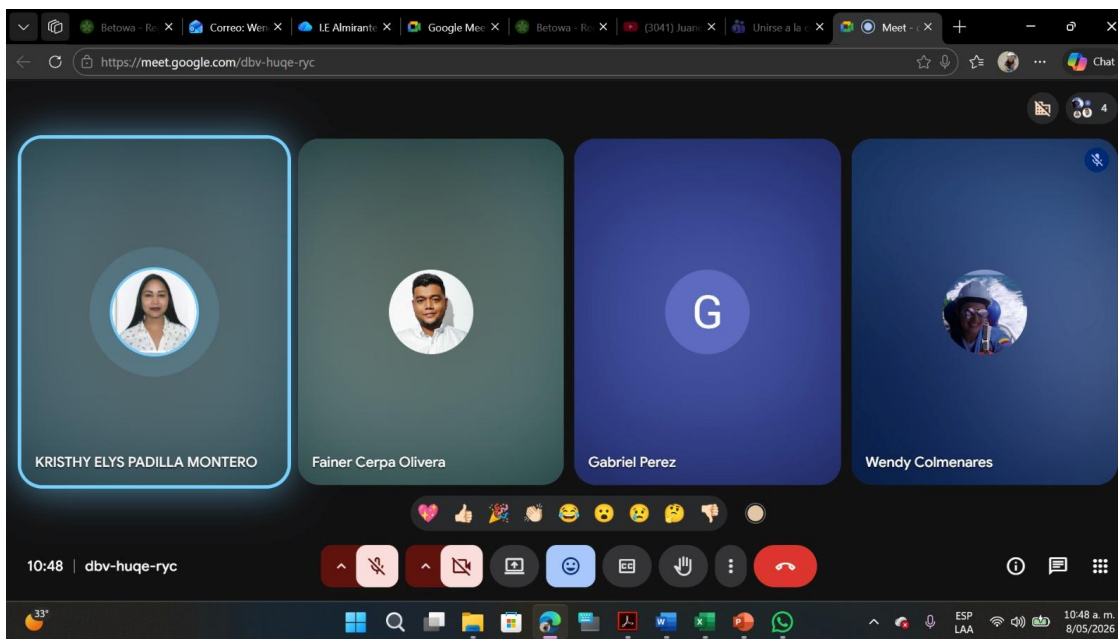 Betowa - Re
Correo: Wen
I.E Almirante
Google Mee
Betowa - Re
(3041) Juan
Unirse a la c
Meet - d
https://meet.google.com/dbv-huqe-ryc
Chat
4
KRISTHY ELYS PADILLA MONTERO
Fainer Cerpa Olivera
G
Gabriel Perez
Wendy Colmenares
10:48 | dbv-huqe-ryc
CC
33°
ESP
LAA
10:48 a. m.
8/05/2026